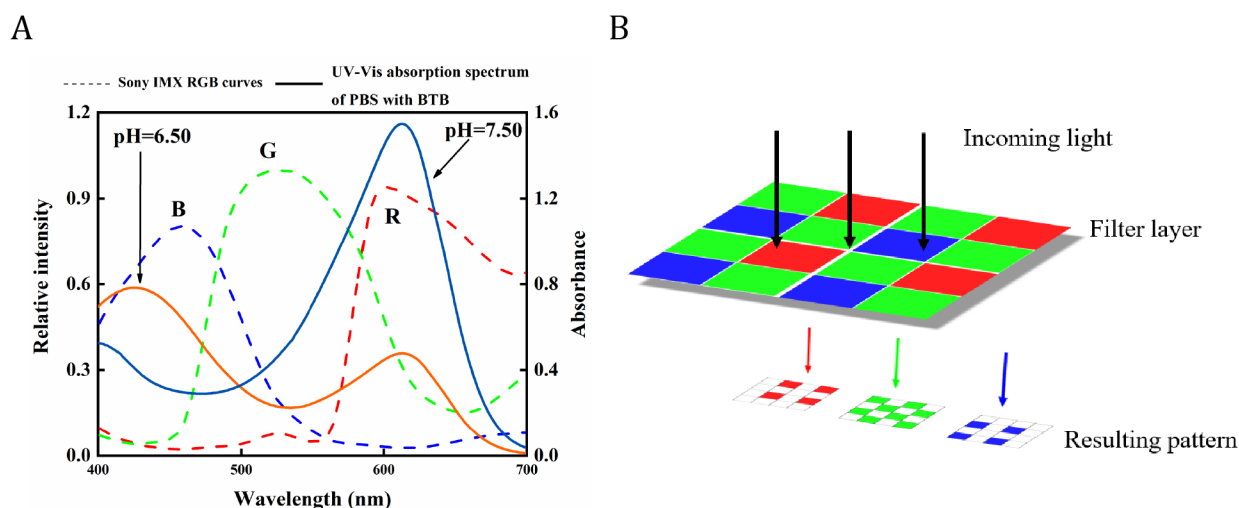 A
B
Sony IMX RGB curves
UV-Vis absorption spectrum
of PBS with BTB
1.2
0.9
0.6
0.3
0.0
1.6
1.2
0.8
0.4
0.0
400
500
600
700
pH=6.50
pH=7.50
B
G
R
Relative intensity
Absorbance
Wavelength (nm)
Incoming light
Filter layer
Resulting pattern